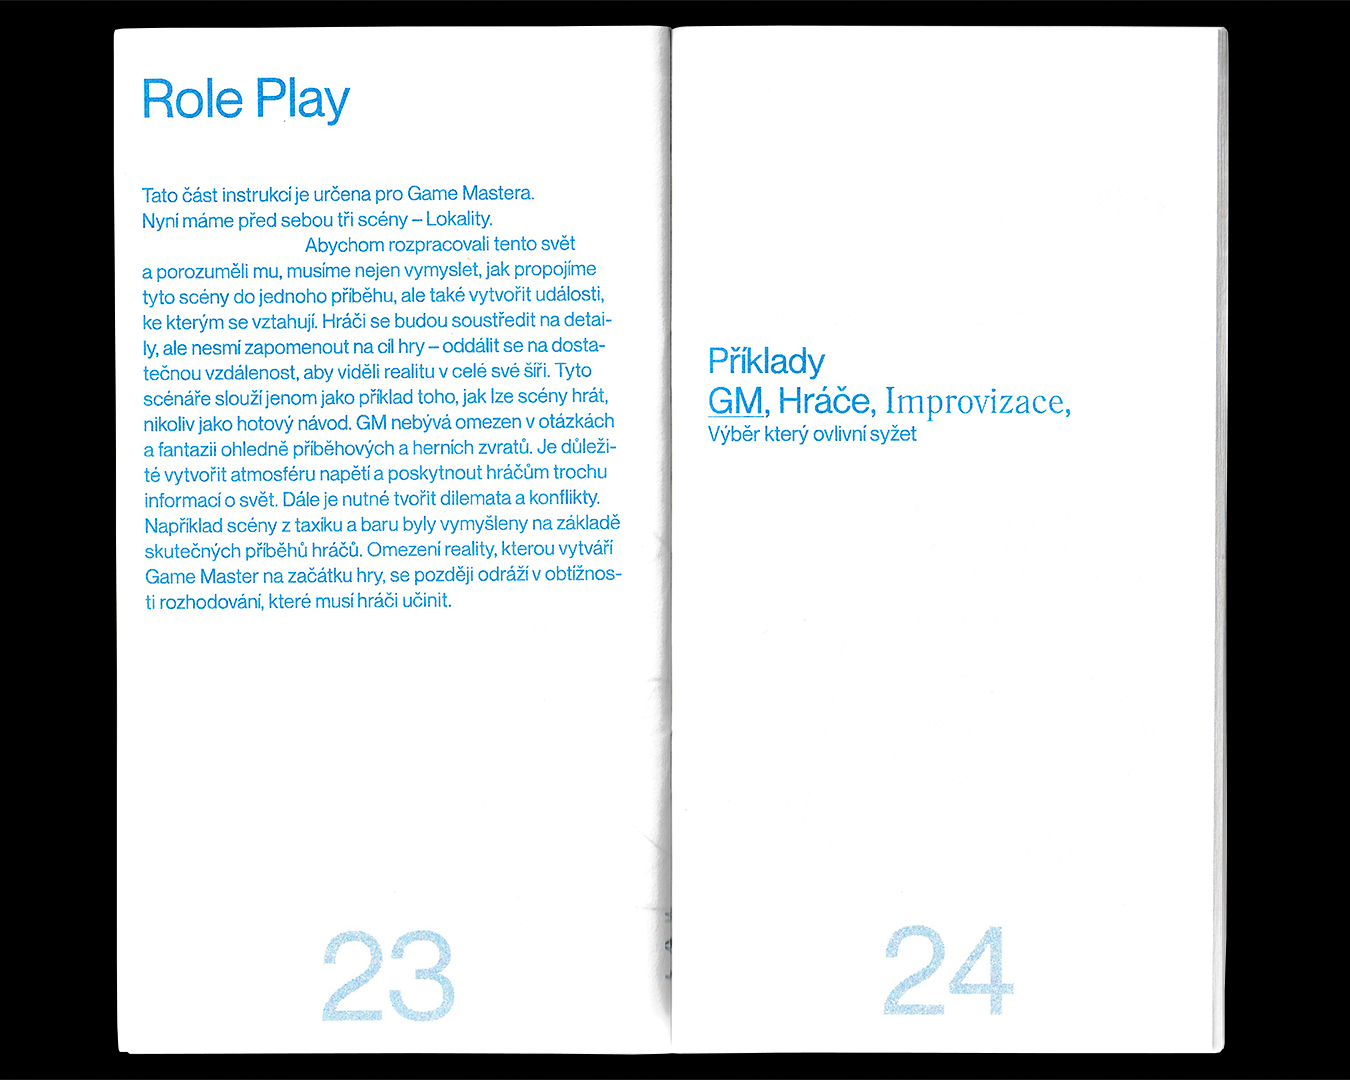 Role Play
Tato část instrukcí je určena pro Game Mastera.
Nyní máme před sebou tři scény – Lokality.
Abychom rozpracovali tento svět
a porozuměli mu, musíme nejen vymyslet, jak propojíme
tyto scény do jednoho příběhu, ale také vytvořit události,
ke kterým se vztahují. Hráči se budou soustředit na detai-
ly, ale nesmí zapomenout na cíl hry – oddálit se na dosta-
tečnou vzdálenost, aby viděli realitu v celé své šíři. Tyto
scénáře slouží jenom jako příklad toho, jak lze scény hrát,
nikoliv jako hotový návod. GM nebývá omezen v otázkách
a fantazii ohledně příběhových a herních zvratů. Je důleži-
té vytvořit atmosféru napětí a poskytnout hráčům trochu
informací o svět. Dále je nutné tvořit dilemata a konflikty.
Například scény z taxíku a baru byly vymyšleny na základě
skutečných příběhů hráčů. Omezení reality, kterou vytváří
Game Master na začátku hry, se později odráží v obtížnos-
ti rozhodování, které musí hráči učinit.
23
Příklady
GM, Hráče, Improvizace,
Výběr který ovlivní syžet
24